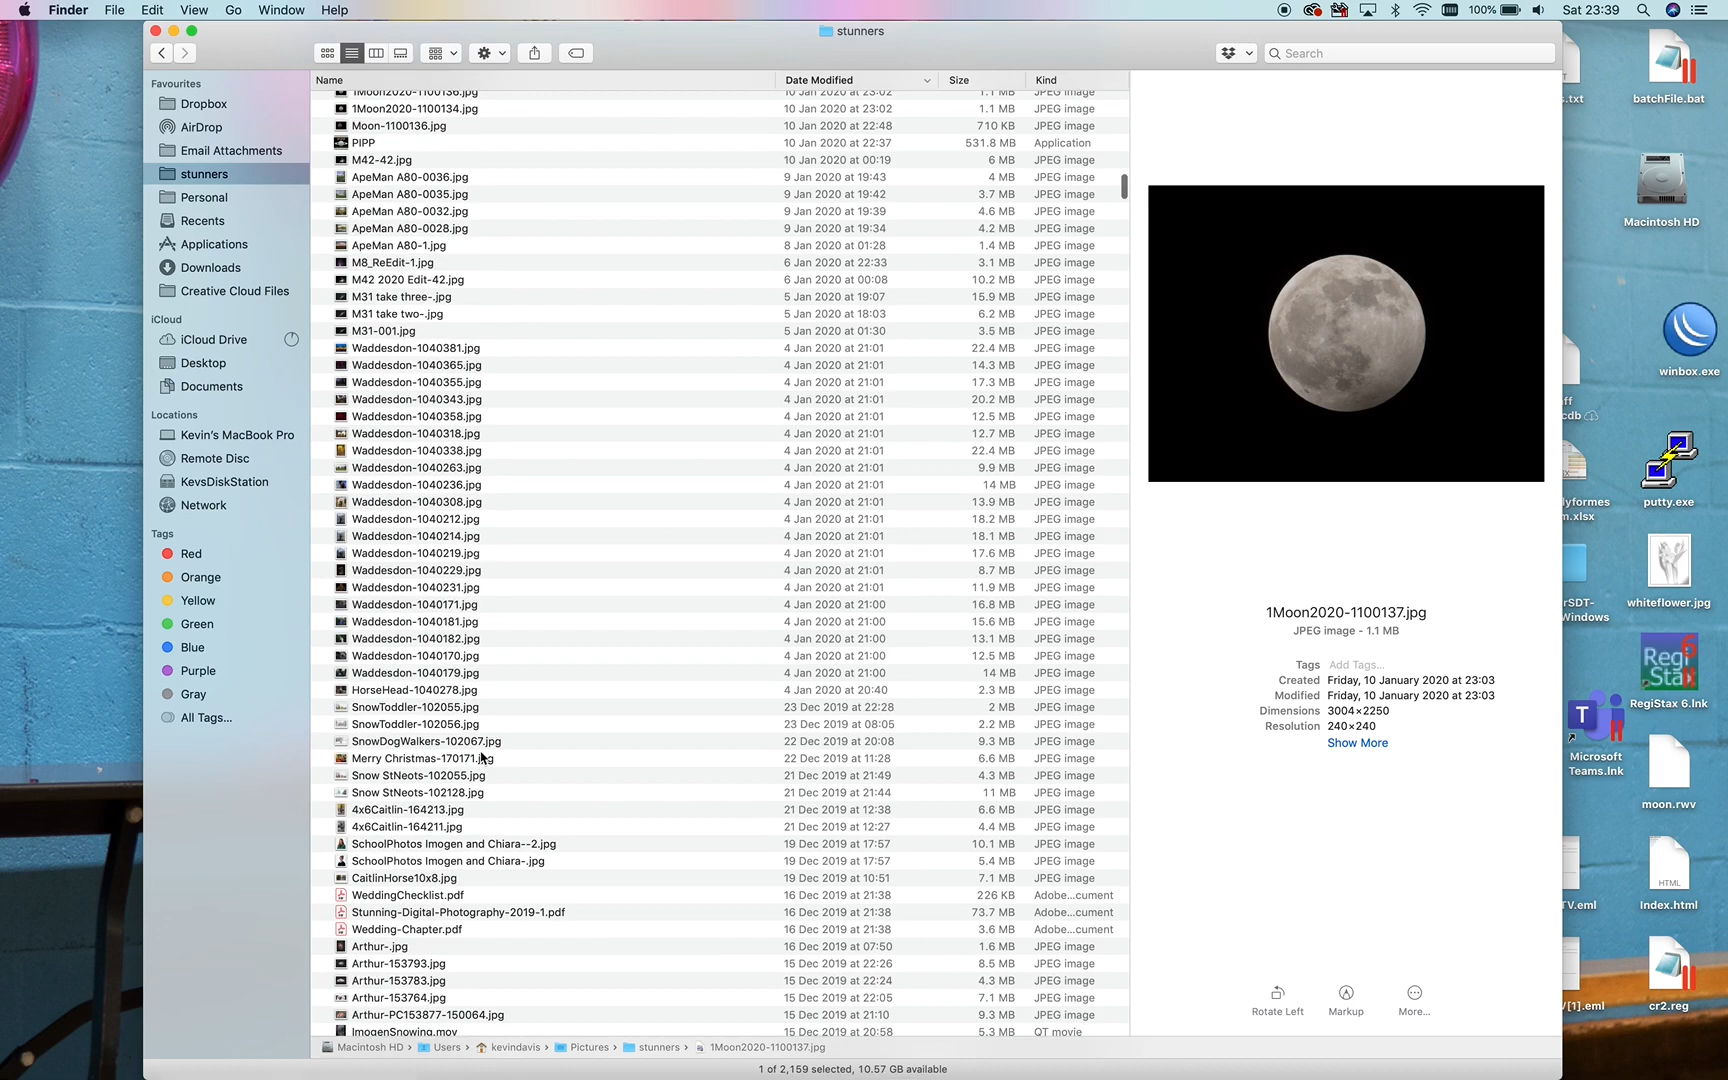 Finder File Edit View Go Window Help 100% Sat 23:39
stunners
Search
Favourites
Dropbox
AirDrop
Email Attachments
stunners
Personal
Recents
Applications
Downloads
Creative Cloud Files
iCloud
iCloud Drive
Desktop
Documents
Locations
Kevin's MacBook Pro
Remote Disc
KevsDiskStation
Network
Tags
Red
Orange
Yellow
Green
Blue
Purple
Gray
All Tags...
Name Date Modified Size Kind
1Moon2020-1100136.jpg 10 Jan 2020 at 23:02 1.1 MB JPEG image
1Moon2020-1100134.jpg 10 Jan 2020 at 23:02 1.1 MB JPEG image
Moon-1100136.jpg 10 Jan 2020 at 22:48 710 KB JPEG image
PIPP 10 Jan 2020 at 22:37 531.8 MB Application
M42-42.jpg 10 Jan 2020 at 00:19 6 MB JPEG image
ApeMan A80-0036.jpg 9 Jan 2020 at 19:43 4 MB JPEG image
ApeMan A80-0035.jpg 9 Jan 2020 at 19:42 3.7 MB JPEG image
ApeMan A80-0032.jpg 9 Jan 2020 at 19:39 4.6 MB JPEG image
ApeMan A80-0028.jpg 9 Jan 2020 at 19:34 4.2 MB JPEG image
ApeMan A80-1.jpg 8 Jan 2020 at 01:28 1.4 MB JPEG image
M8_ReEdit-1.jpg 6 Jan 2020 at 22:33 3.1 MB JPEG image
M42 2020 Edit-42.jpg 6 Jan 2020 at 00:08 10.2 MB JPEG image
M31 take three-.jpg 5 Jan 2020 at 19:07 15.9 MB JPEG image
M31 take two-.jpg 5 Jan 2020 at 18:03 6.2 MB JPEG image
M31-001.jpg 5 Jan 2020 at 01:30 3.5 MB JPEG image
Waddesdon-1040381.jpg 4 Jan 2020 at 21:01 22.4 MB JPEG image
Waddesdon-1040365.jpg 4 Jan 2020 at 21:01 14.3 MB JPEG image
Waddesdon-1040355.jpg 4 Jan 2020 at 21:01 17.3 MB JPEG image
Waddesdon-1040343.jpg 4 Jan 2020 at 21:01 20.2 MB JPEG image
Waddesdon-1040358.jpg 4 Jan 2020 at 21:01 12.5 MB JPEG image
Waddesdon-1040318.jpg 4 Jan 2020 at 21:01 12.7 MB JPEG image
Waddesdon-1040338.jpg 4 Jan 2020 at 21:01 22.4 MB JPEG image
Waddesdon-1040263.jpg 4 Jan 2020 at 21:01 9.9 MB JPEG image
Waddesdon-1040236.jpg 4 Jan 2020 at 21:01 14 MB JPEG image
Waddesdon-1040308.jpg 4 Jan 2020 at 21:01 13.9 MB JPEG image
Waddesdon-1040212.jpg 4 Jan 2020 at 21:01 18.2 MB JPEG image
Waddesdon-1040214.jpg 4 Jan 2020 at 21:01 18.1 MB JPEG image
Waddesdon-1040219.jpg 4 Jan 2020 at 21:01 17.6 MB JPEG image
Waddesdon-1040229.jpg 4 Jan 2020 at 21:01 8.7 MB JPEG image
Waddesdon-1040231.jpg 4 Jan 2020 at 21:01 11.9 MB JPEG image
Waddesdon-1040171.jpg 4 Jan 2020 at 21:00 16.8 MB JPEG image
Waddesdon-1040181.jpg 4 Jan 2020 at 21:00 15.6 MB JPEG image
Waddesdon-1040182.jpg 4 Jan 2020 at 21:00 13.1 MB JPEG image
Waddesdon-1040170.jpg 4 Jan 2020 at 21:00 12.5 MB JPEG image
Waddesdon-1040179.jpg 4 Jan 2020 at 21:00 14 MB JPEG image
HorseHead-1040278.jpg 4 Jan 2020 at 20:40 2.3 MB JPEG image
SnowToddler-102055.jpg 23 Dec 2019 at 22:28 2 MB JPEG image
SnowToddler-102056.jpg 23 Dec 2019 at 08:05 2.2 MB JPEG image
SnowDogWalkers-102067.jpg 22 Dec 2019 at 20:08 9.3 MB JPEG image
Merry Christmas-170171.jpg 22 Dec 2019 at 11:28 6.6 MB JPEG image
Snow StNeots-102055.jpg 21 Dec 2019 at 21:49 4.3 MB JPEG image
Snow StNeots-102128.jpg 21 Dec 2019 at 21:44 11 MB JPEG image
4x6Caitlin-164213.jpg 21 Dec 2019 at 12:38 6.6 MB JPEG image
4x6Caitlin-164211.jpg 21 Dec 2019 at 12:27 4.4 MB JPEG image
SchoolPhotos Imogen and Chiara--2.jpg 19 Dec 2019 at 17:57 10.1 MB JPEG image
SchoolPhotos Imogen and Chiara-.jpg 19 Dec 2019 at 17:57 5.4 MB JPEG image
CaitlinHorse10x8.jpg 19 Dec 2019 at 10:51 7.1 MB JPEG image
WeddingChecklist.pdf 16 Dec 2019 at 21:38 226 KB Adobe...cument
Stunning-Digital-Photography-2019-1.pdf 16 Dec 2019 at 21:38 73.7 MB Adobe...cument
Wedding-Chapter.pdf 16 Dec 2019 at 21:38 3.6 MB Adobe...cument
Arthur-.jpg 16 Dec 2019 at 07:50 1.6 MB JPEG image
Arthur-153793.jpg 15 Dec 2019 at 22:26 8.5 MB JPEG image
Arthur-153783.jpg 15 Dec 2019 at 22:24 4.3 MB JPEG image
Arthur-153764.jpg 15 Dec 2019 at 22:05 7.1 MB JPEG image
Arthur-PC153877-150064.jpg 15 Dec 2019 at 21:10 9.3 MB JPEG image
ImogenSnowing.mov 15 Dec 2019 at 20:58 5.3 MB QT movie
1Moon2020-1100137.jpg
JPEG image - 1.1 MB
Tags Add Tags...
Created Friday, 10 January 2020 at 23:03
Modified Friday, 10 January 2020 at 23:03
Dimensions 3004×2250
Resolution 240×240
Show More
Rotate Left Markup More...
Macintosh HD › Users › kevindavis › Pictures › stunners › 1Moon2020-1100137.jpg
1 of 2,159 selected, 10.57 GB available
s.txt
batchFile.bat
Macintosh HD
winbox.exe
ff
cdb
putty.exe
lyformes
m.xlsx
whiteflower.jpg
rSDT-
Windows
Regi
Stax
6
RegiStax 6.lnk
T
Microsoft
Teams.lnk
moon.rwv
HTML
TV.eml
Index.html
/[1].eml
cr2.reg